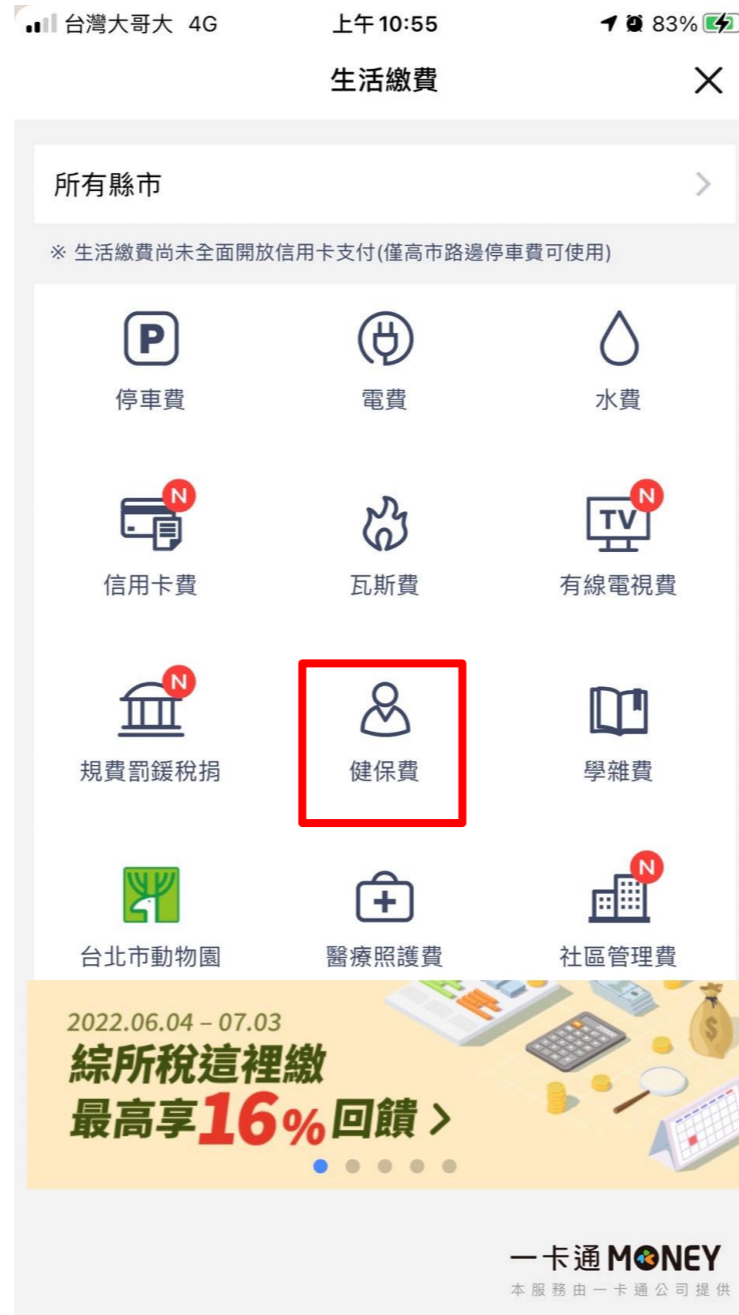 台灣大哥大 4G 上午10:55 83%
生活繳費
所有縣市
※ 生活繳費尚未全面開放信用卡支付(僅高市路邊停車費可使用)
P
停車費 電費 水費
N TV N
信用卡費 瓦斯費 有線電視費
N
規費罰鍰稅捐 健保費 學雜費
N
台北市動物園 醫療照護費 社區管理費
2022.06.04 – 07.03
綜所稅這裡繳
最高享16%回饋
一卡通 MONEY
本服務由一卡通公司提供